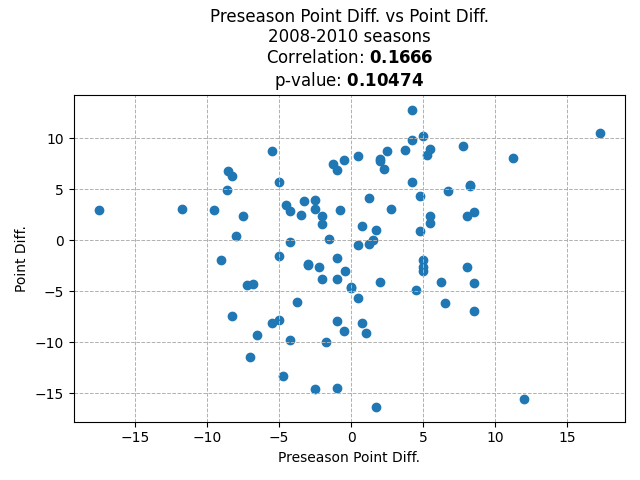 Preseason Point Diff. vs Point Diff.
2008-2010 seasons
Correlation: 0.1666
p-value: 0.10474
10
5
0
−5
−10
−15
Point Diff.
−15 −10 −5 0 5 10 15
Preseason Point Diff.